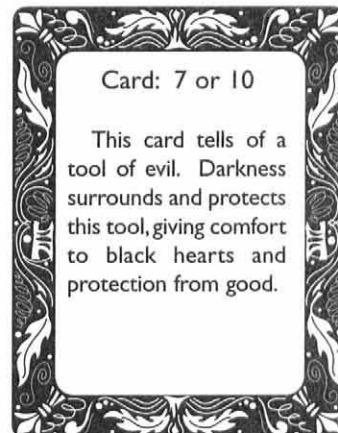 Card: 7 or 10
This card tells of a
tool of evil. Darkness
surrounds and protects
this tool, giving comfort
to black hearts and
protection from good.